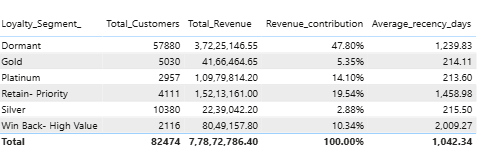 Loyalty_Segment_ Total_Customers Total_Revenue Revenue_contribution Average_recency_days
Dormant 57880 3,72,25,146.55 47.80% 1,239.83
Gold 5030 41,66,464.65 5.35% 214.11
Platinum 2957 1,09,79,814.20 14.10% 213.60
Retain- Priority 4111 1,52,13,161.00 19.54% 1,458.98
Silver 10380 22,39,042.20 2.88% 215.50
Win Back- High Value 2116 80,49,157.80 10.34% 2,009.27
Total 82474 7,78,72,786.40 100.00% 1,042.34